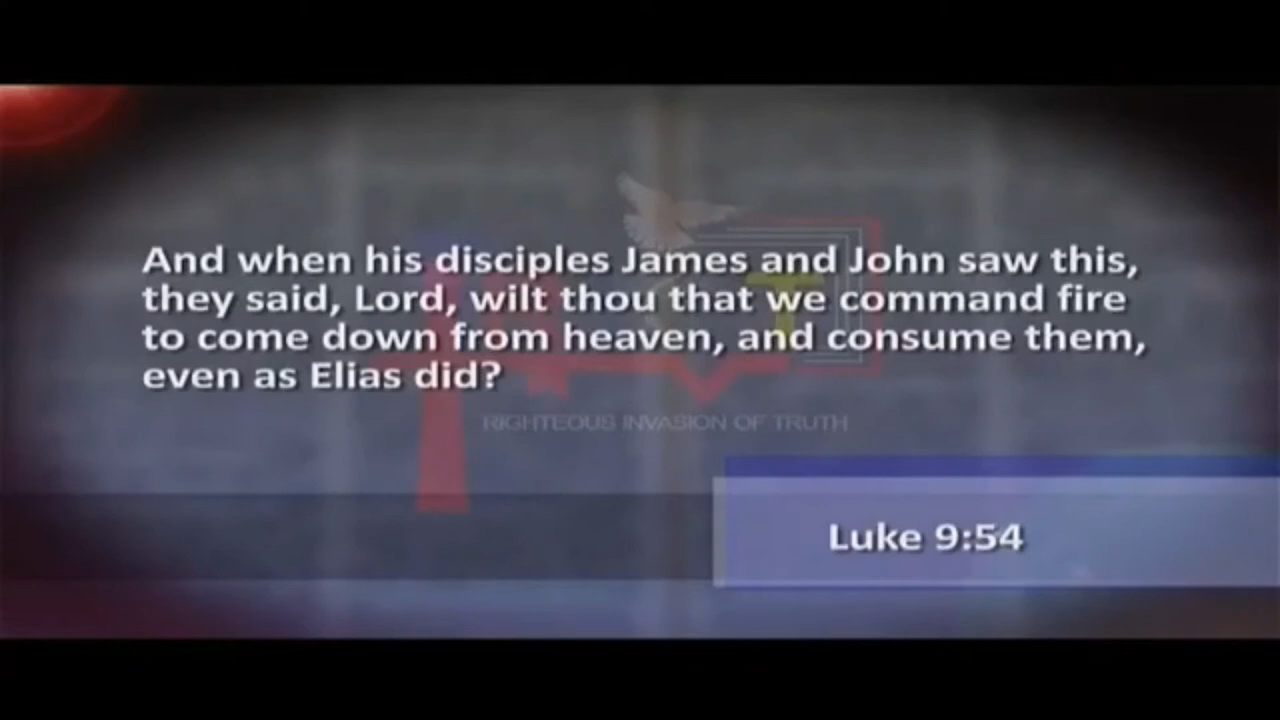 And when his disciples James and John saw this,
they said, Lord, wilt thou that we command fire
to come down from heaven, and consume them,
even as Elias did?
RIGHTEOUS INVASION OF TRUTH
Luke 9:54